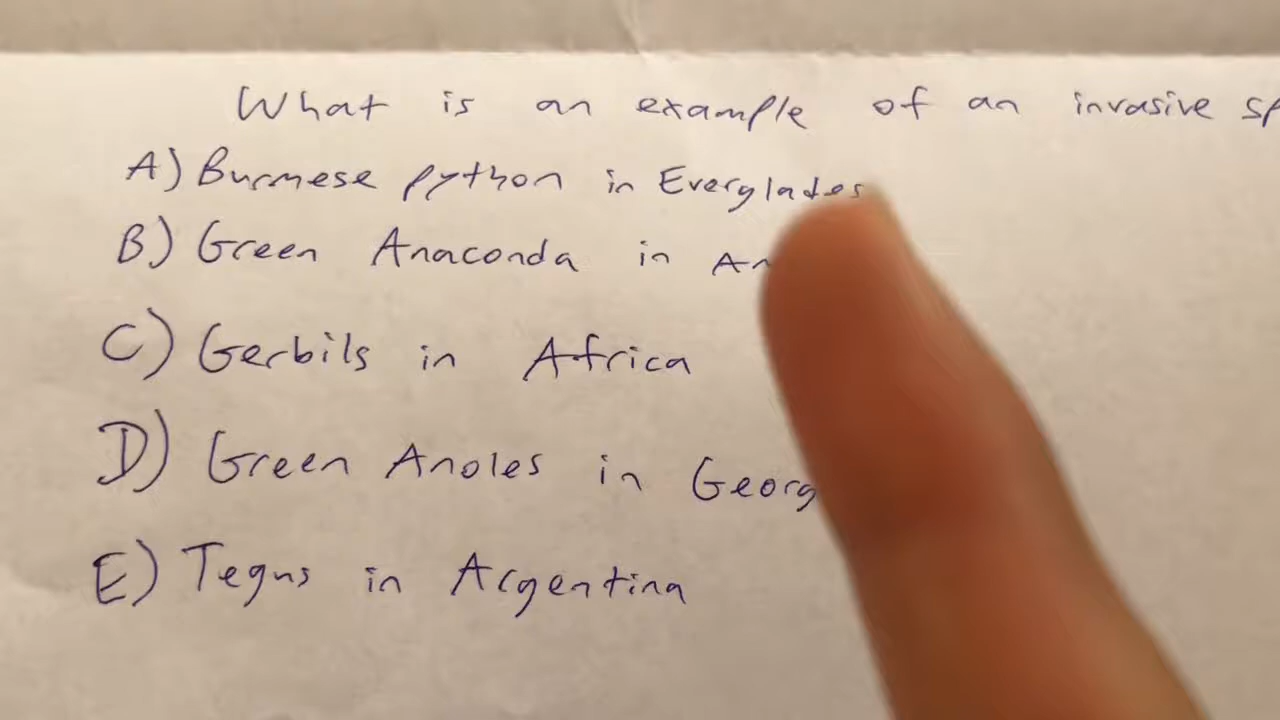 What is an example of an invasive
A) Burmese python in Everglades
B) Green Anaconda in
C) Gerbils in Africa
D) Green Anoles in
E) Tegus in Argentina